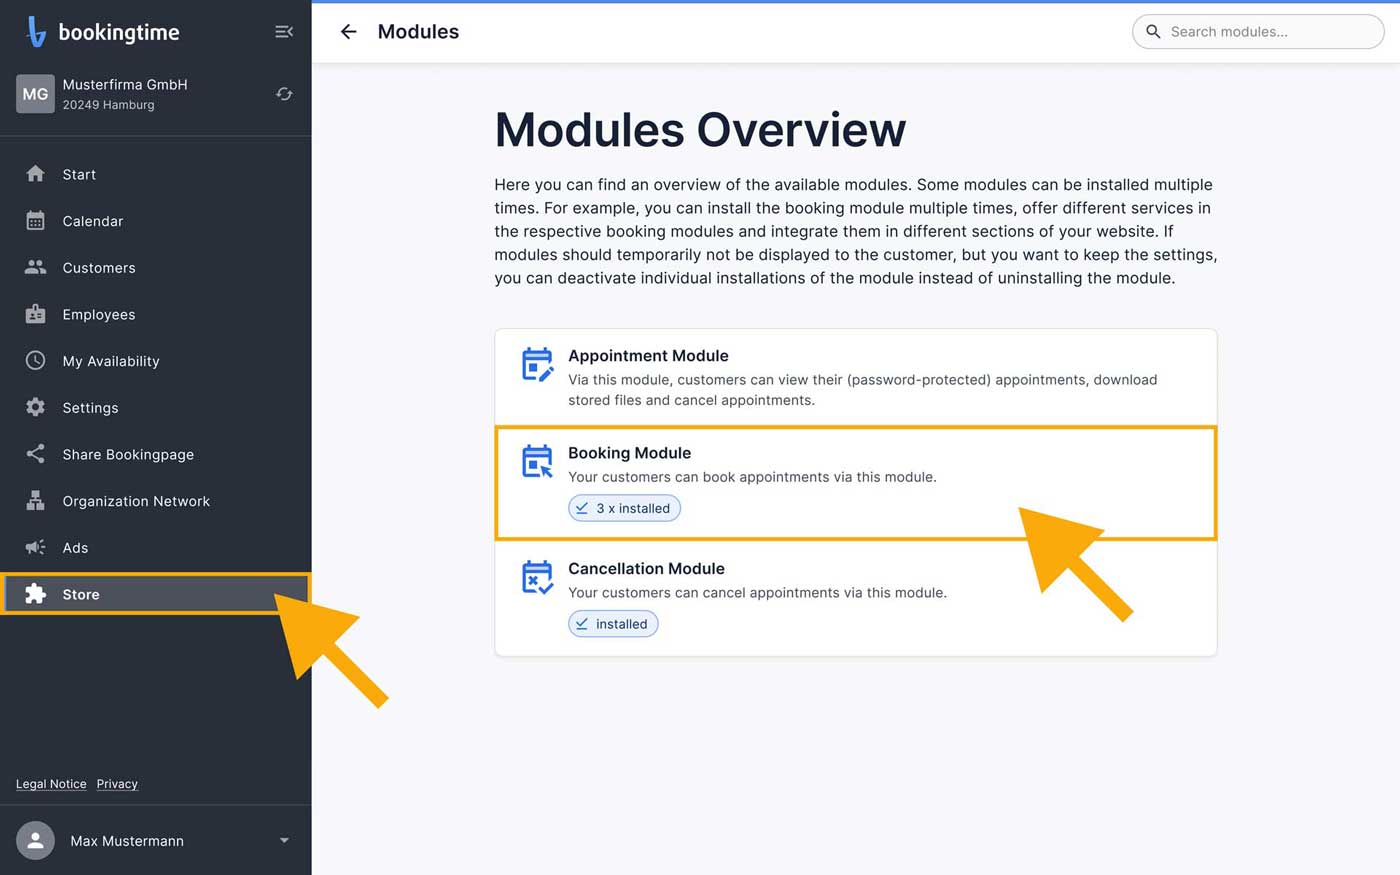 bookingtime
MG
Musterfirma GmbH
20249 Hamburg
Start
Calendar
Customers
Employees
My Availability
Settings
Share Bookingpage
Organization Network
Ads
Store
Legal Notice Privacy
Max Mustermann
Modules
Search modules...
Modules Overview
Here you can find an overview of the available modules. Some modules can be installed multiple
times. For example, you can install the booking module multiple times, offer different services in
the respective booking modules and integrate them in different sections of your website. If
modules should temporarily not be displayed to the customer, but you want to keep the settings,
you can deactivate individual installations of the module instead of uninstalling the module.
Appointment Module
Via this module, customers can view their (password-protected) appointments, download
stored files and cancel appointments.
Booking Module
Your customers can book appointments via this module.
3 x installed
Cancellation Module
Your customers can cancel appointments via this module.
installed